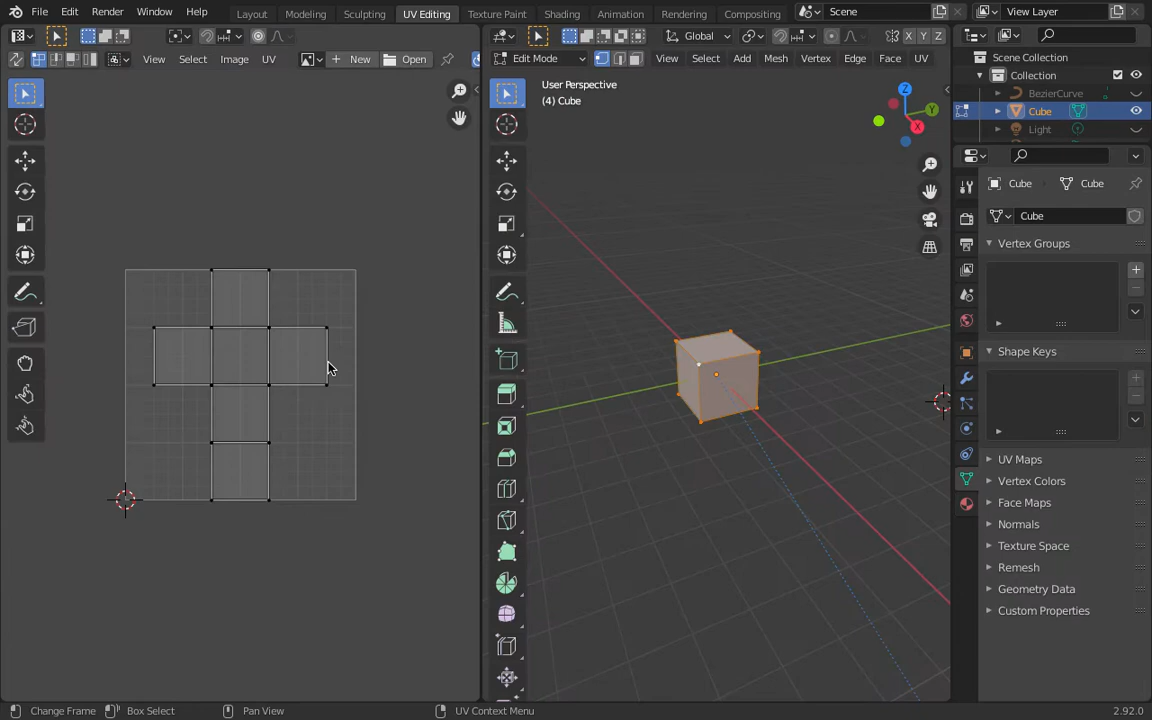 File Edit Render Window Help Layout Modeling Sculpting UV Editing Texture Paint Shading Animation Rendering Compositing Scene View Layer
View Select Image UV New Open
Global X Y Z
Edit Mode View Select Add Mesh Vertex Edge Face UV
User Perspective
(4) Cube
Z
Y
X
Scene Collection
Collection
BezierCurve
Cube
Light
Cube Cube
Cube
Vertex Groups
Shape Keys
UV Maps
Vertex Colors
Face Maps
Normals
Texture Space
Remesh
Geometry Data
Custom Properties
Change Frame Box Select Pan View UV Context Menu 2.92.0